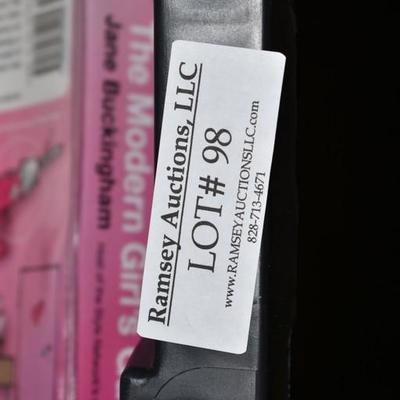 The Modern Girl's G
Jane Buckingham
Ramsey Auctions, LLC
LOT# 98
www.RAMSEYAUCTIONSLLC.com
828-713-4671